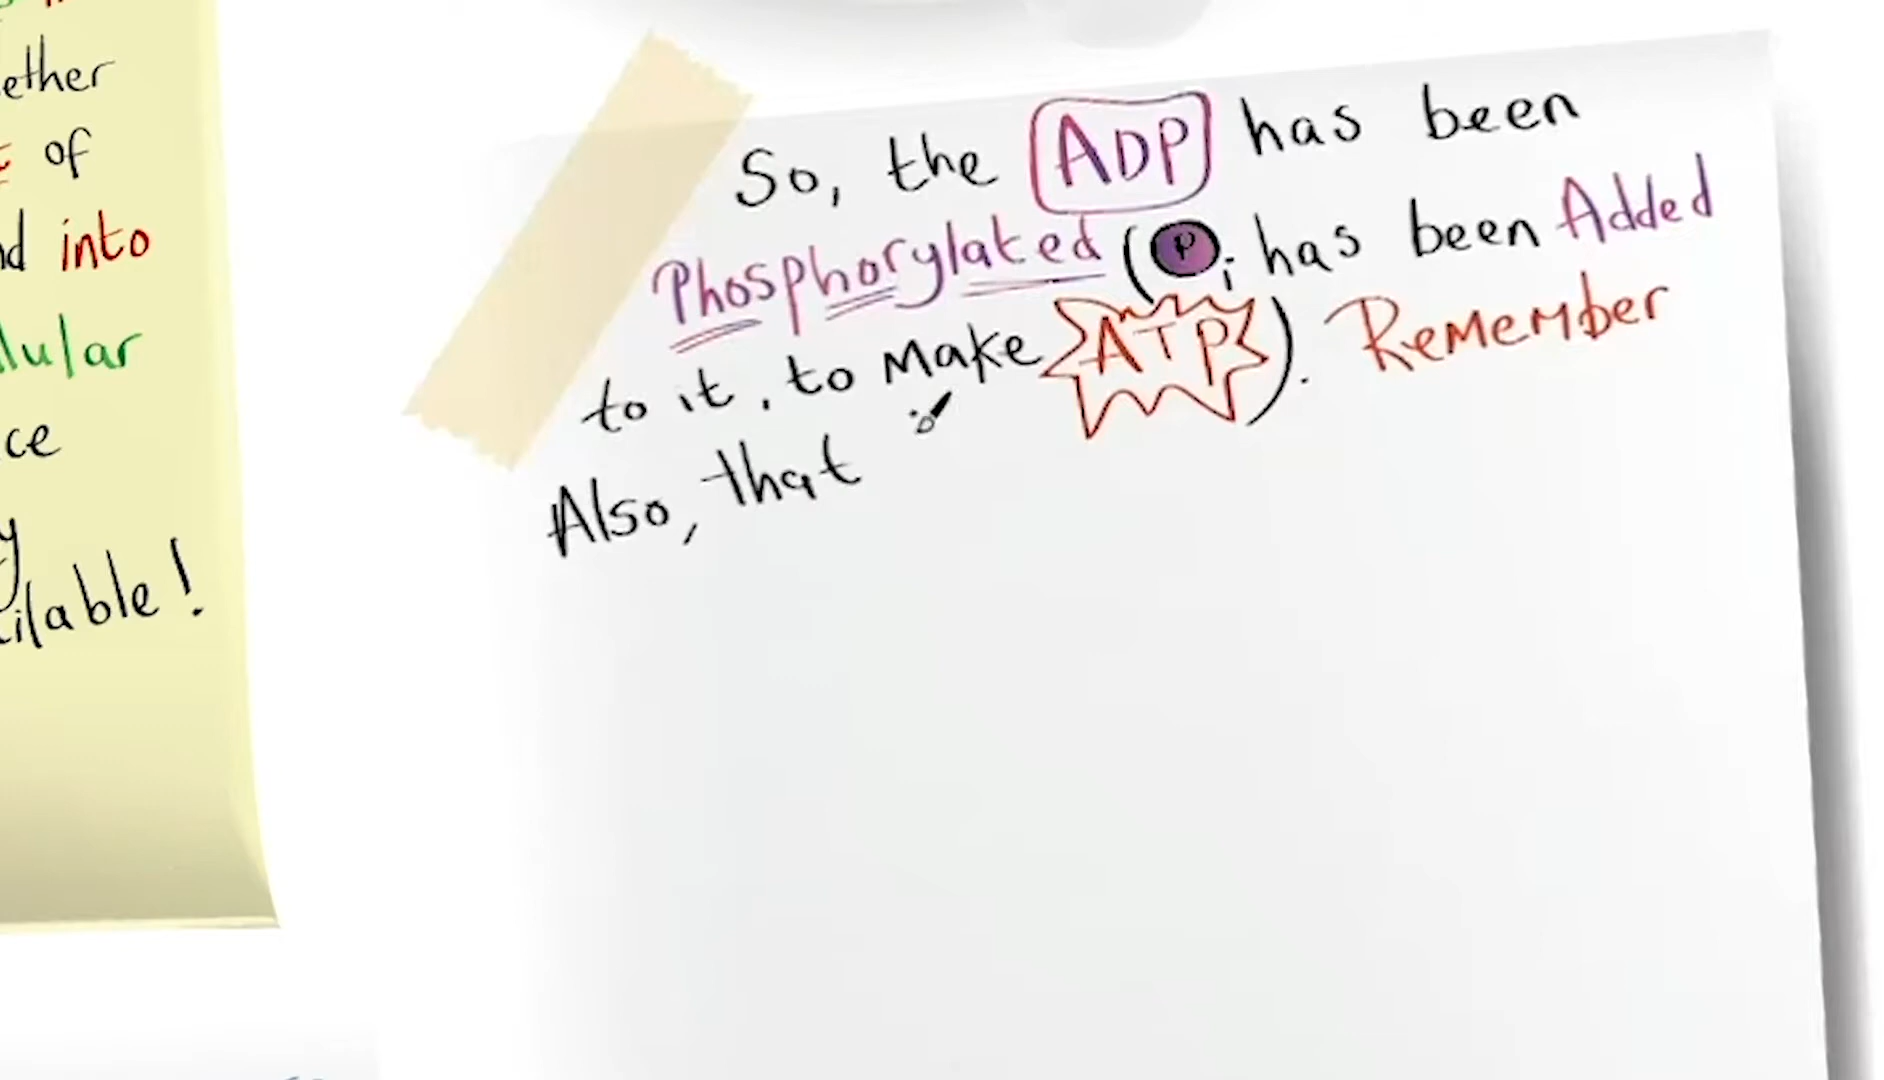 ether
of
into
lular
ce
ilable!
So, the ADP has been
Phosphorylated (Pi has been Added
to it, to Make ATP). Remember
Also, that